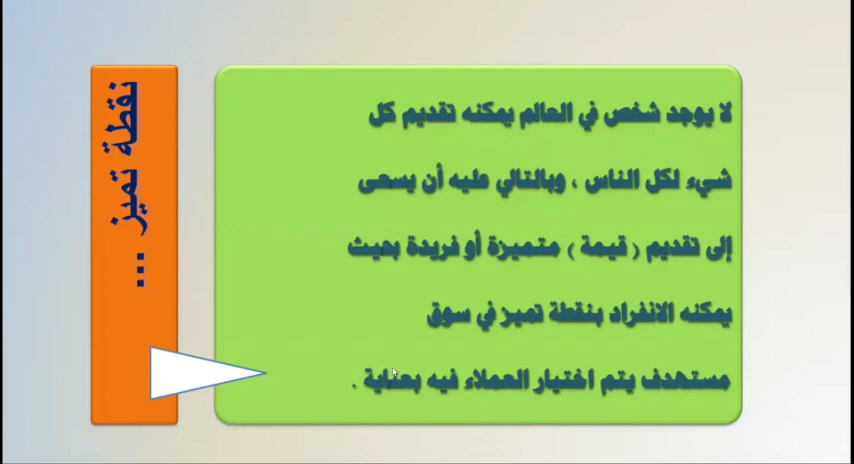 نقطة تميز ...
لا يوجد شخص في العالم يمكنه تقديم كل
شيء لكل الناس ، وبالتالي عليه أن يسعى
إلى تقديم ( قيمة ) متميزة أو فريدة بحيث
يمكنه الانفراد بنقطة تميز في سوق
مستهدف يتم اختيار العملاء فيه بعناية .